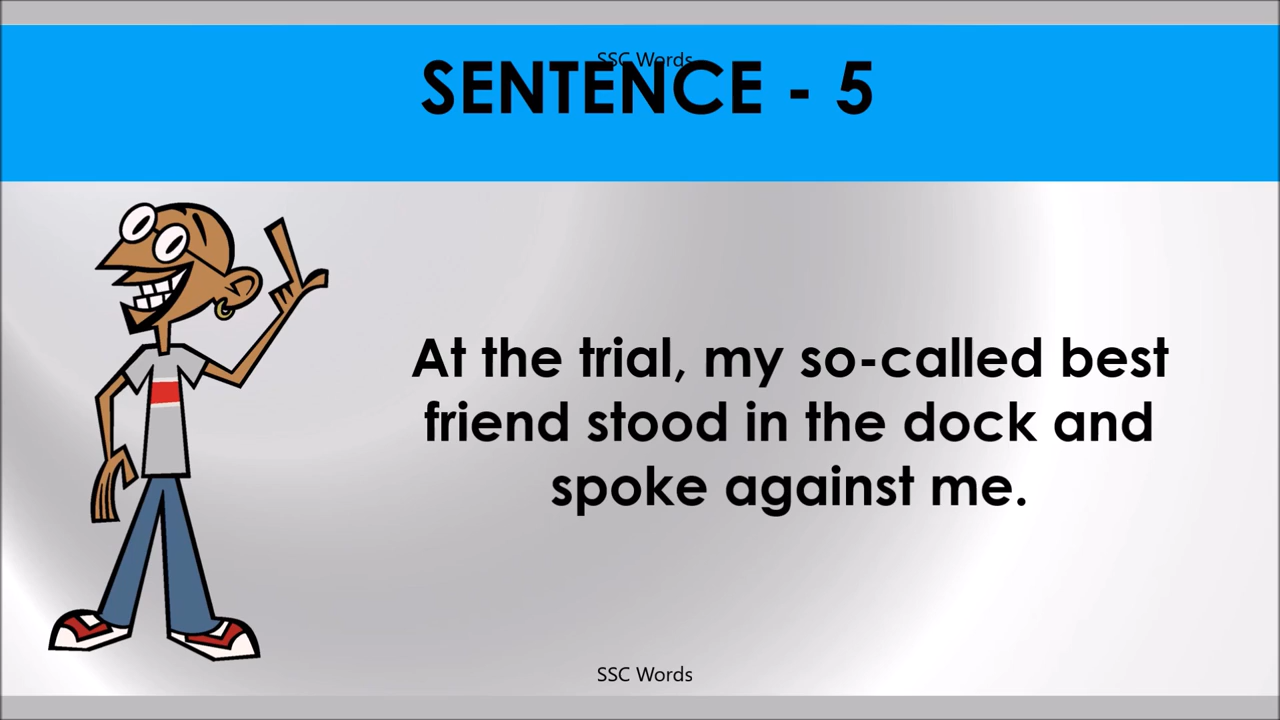 SSC Words
SENTENCE - 5
At the trial, my so-called best
friend stood in the dock and
spoke against me.
SSC Words